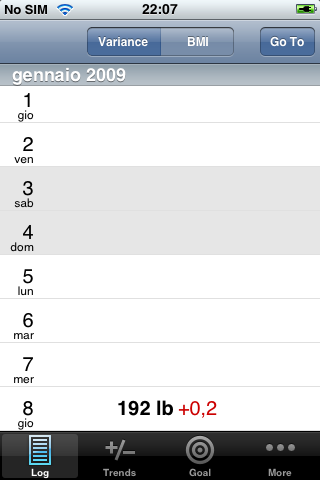 No SIM 22:07
Variance BMI Go To
gennaio 2009
1
gio
2
ven
3
sab
4
dom
5
lun
6
mar
7
mer
8 192 lb +0,2
gio
Log Trends Goal More